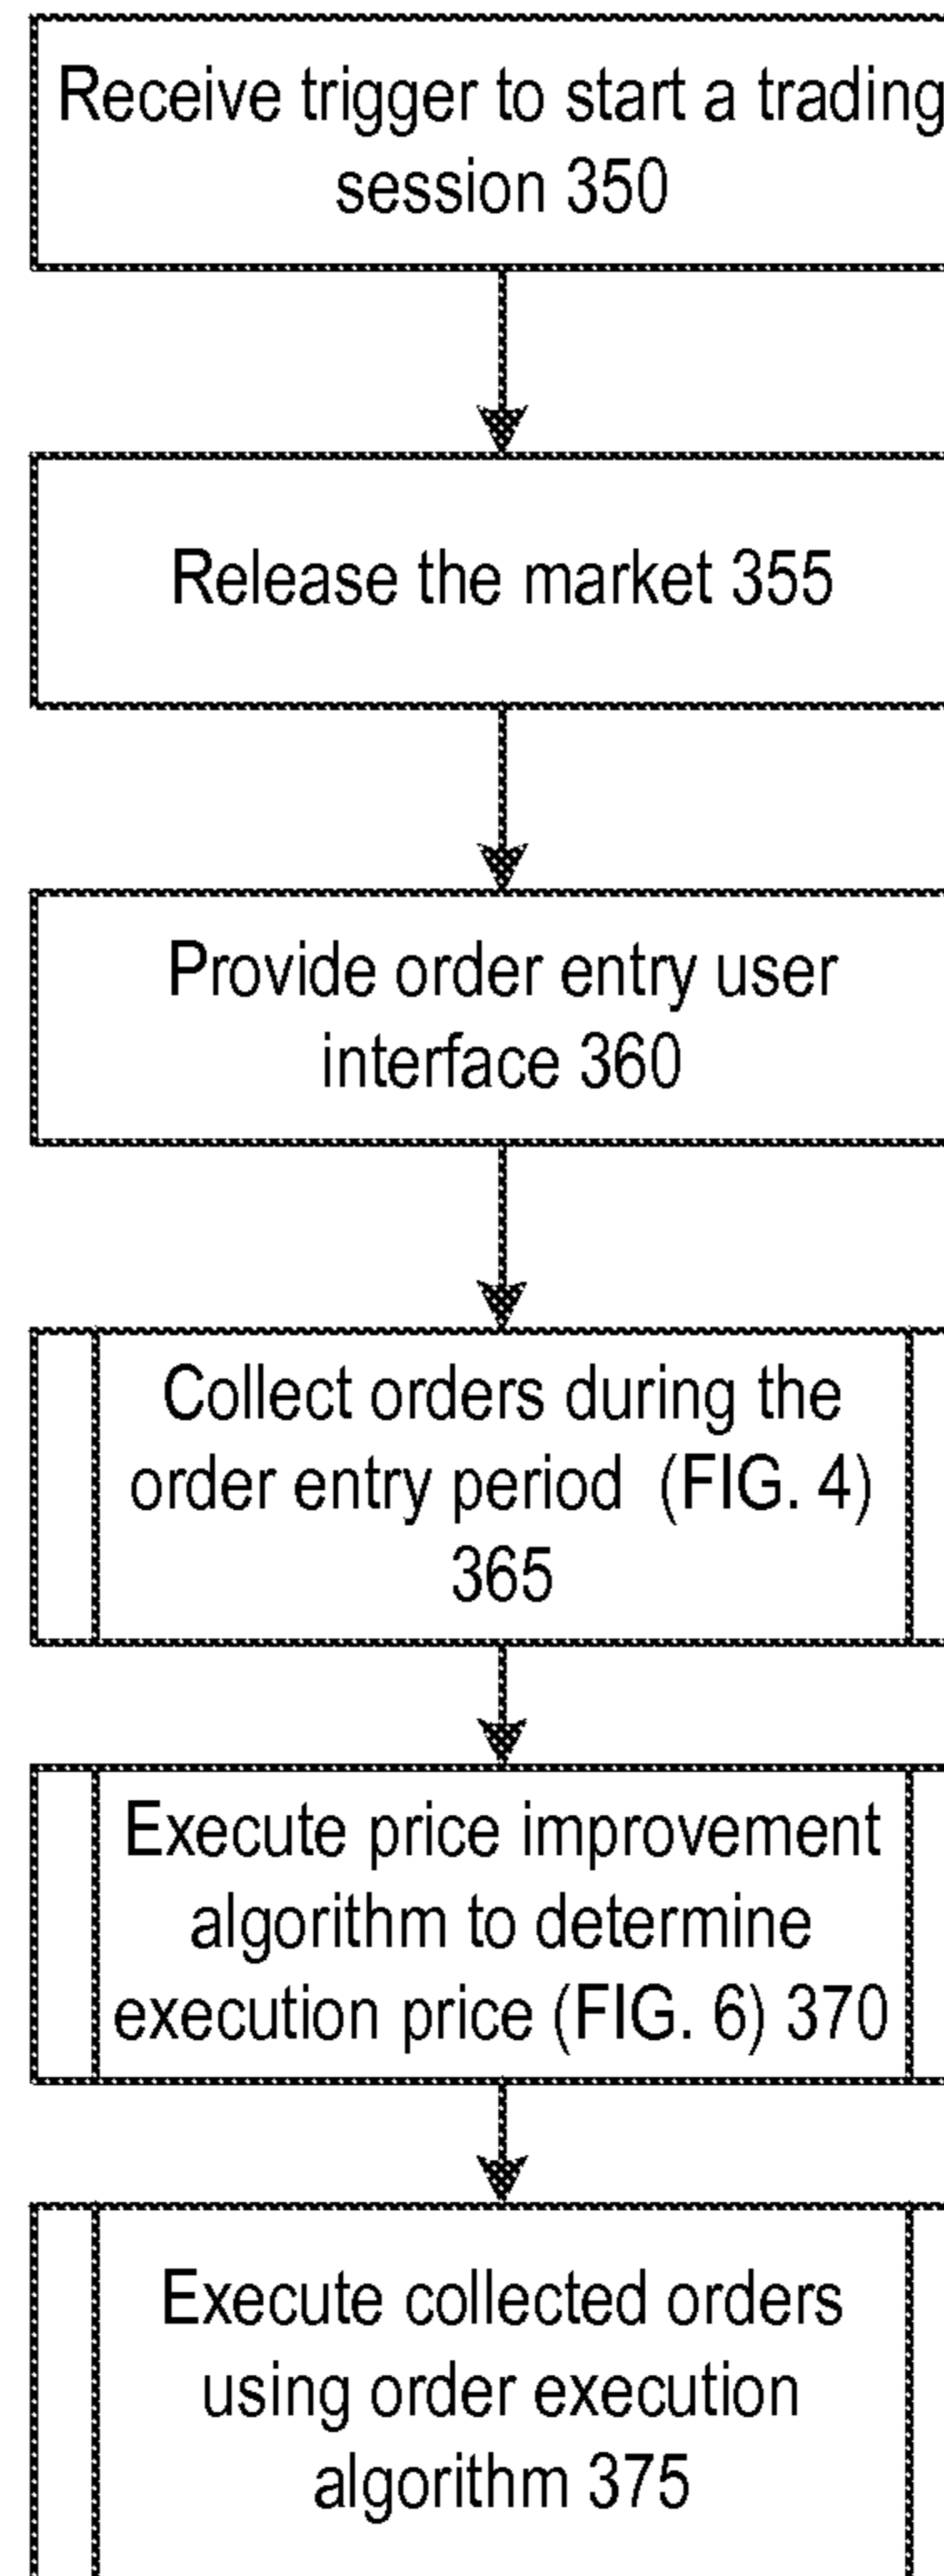 Receive trigger to start a trading
session 350
Release the market 355
Provide order entry user
interface 360
Collect orders during the
order entry period (FIG. 4)
365
Execute price improvement
algorithm to determine
execution price (FIG. 6) 370
Execute collected orders
using order execution
algorithm 375